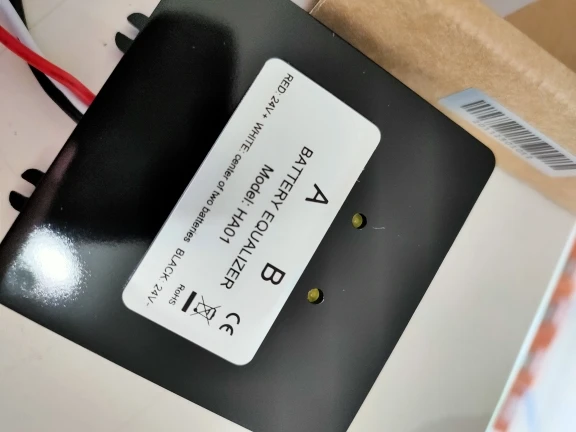 A B
BATTERY EQUALIZER
Model: HA01
RED: 24V+ WHITE: center of two batteries BLACK 24V-
CE
RoHS